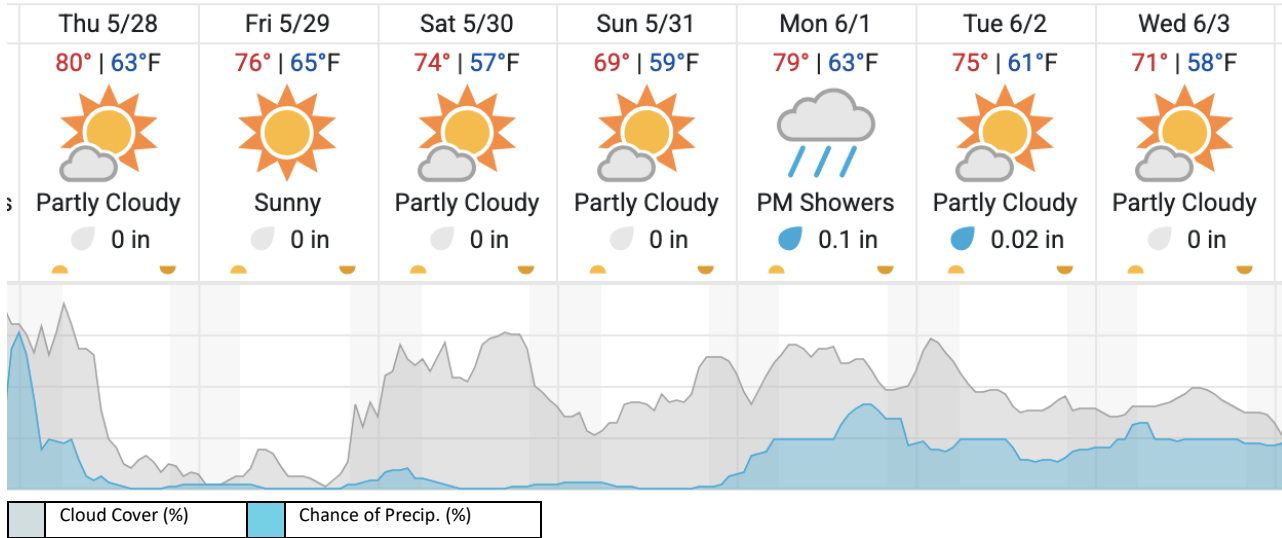 Thu 5/28 Fri 5/29 Sat 5/30 Sun 5/31 Mon 6/1 Tue 6/2 Wed 6/3
80° | 63°F 76° | 65°F 74° | 57°F 69° | 59°F 79° | 63°F 75° | 61°F 71° | 58°F
s Partly Cloudy Sunny Partly Cloudy Partly Cloudy PM Showers Partly Cloudy Partly Cloudy
0 in 0 in 0 in 0 in 0.1 in 0.02 in 0 in
Cloud Cover (%) Chance of Precip. (%)